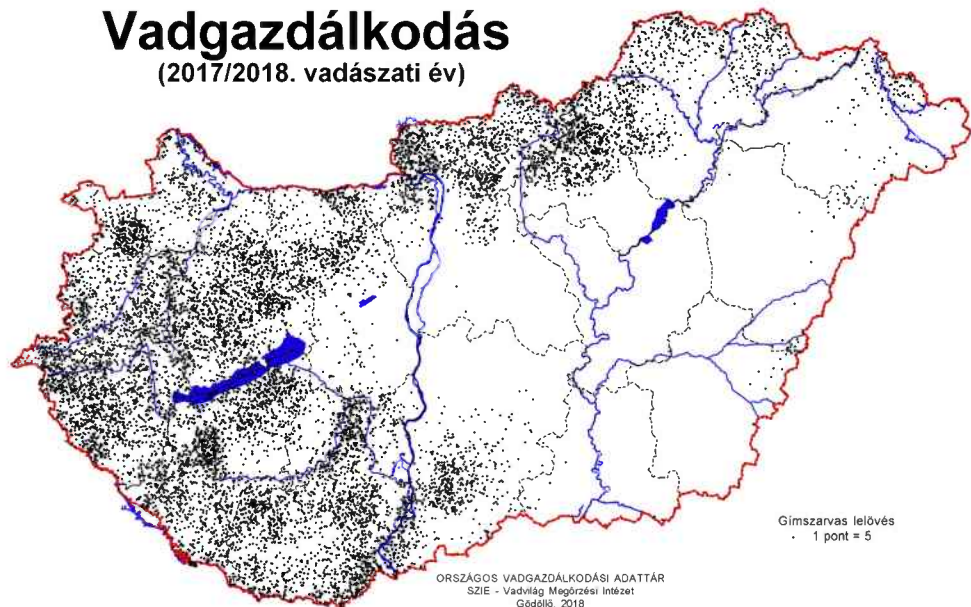 Vadgazdálkodás
(2017/2018. vadászati év)
Gímszarvas lelövés
. 1 pont = 5
ORSZÁGOS VADGAZDÁLKODÁSI ADATTÁR
SZIE - Vadvilág Megőrzési Intézet
Gödöllő, 2018